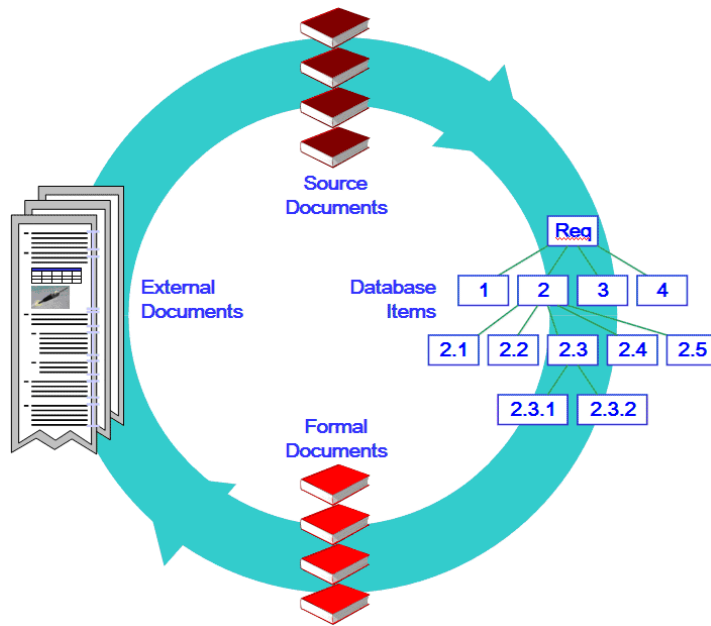 Source
Documents
Req
External
Documents
Database
Items
1
2
3
4
2.1
2.2
2.3
2.4
2.5
2.3.1
2.3.2
Formal
Documents